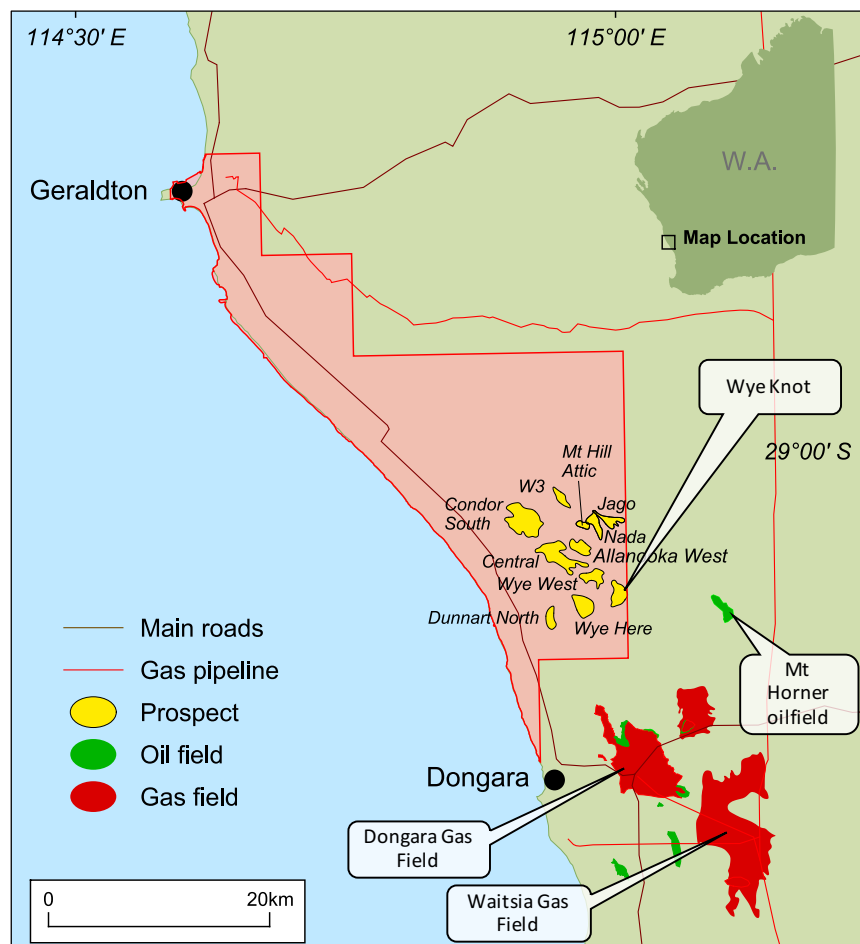 114°30' E
115°00' E
W.A.
Geraldton
Map Location
Wye Knot
29°00' S
Mt Hill
Attic
W3
Jago
Condor
South
Nada
Allanooka West
Central
Wye West
Dunnart North
Wye Here
Main roads
Gas pipeline
Prospect
Oil field
Gas field
Mt
Horner
oilfield
Dongara
Dongara Gas
Field
Waitsia Gas
Field
0
20km